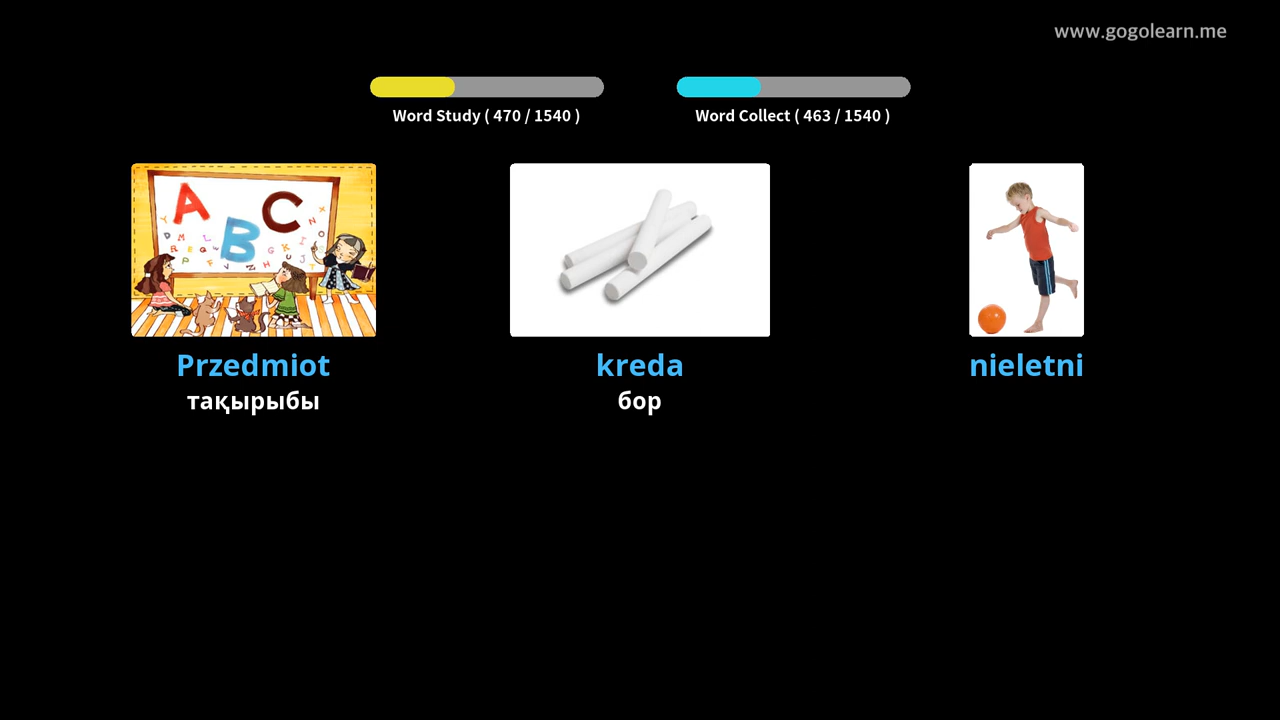 www.gogolearn.me
Word Study ( 470 / 1540 )
Word Collect ( 463 / 1540 )
A B C
Przedmiot
тақырыбы
kreda
бор
nieletni